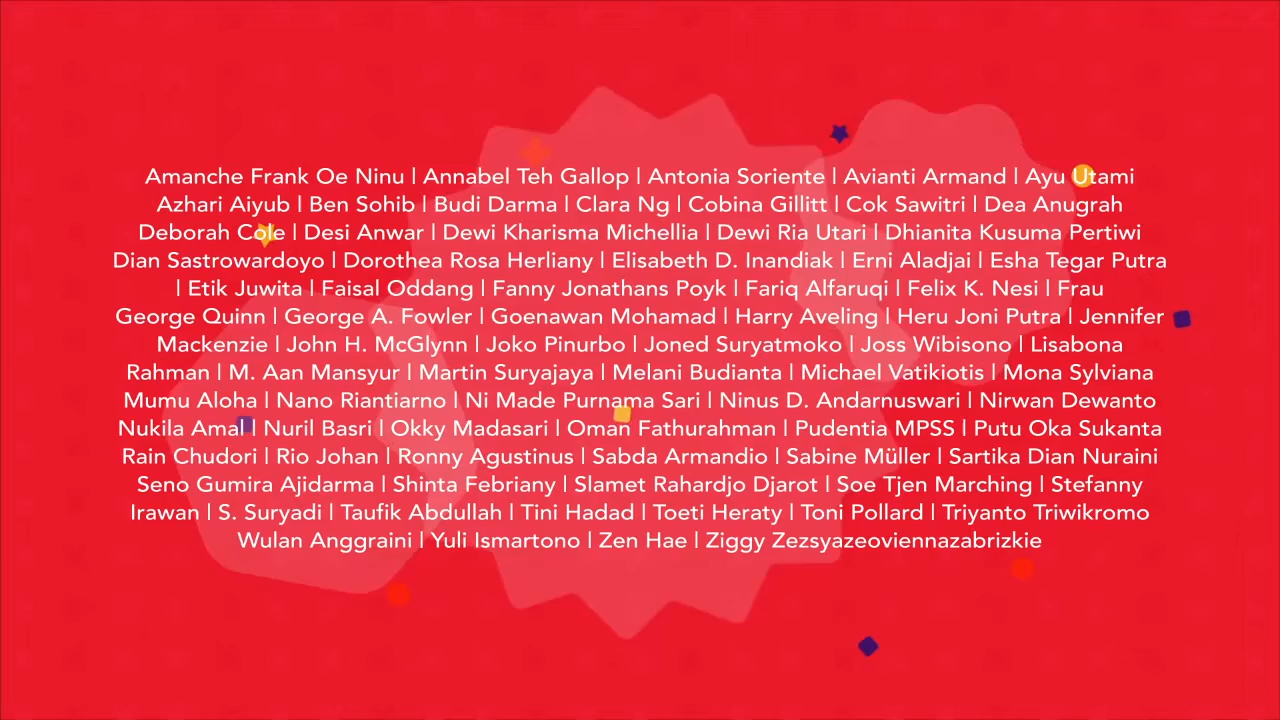 Amanche Frank Oe Ninu | Annabel Teh Gallop | Antonia Soriente | Avianti Armand | Ayu Utami
Azhari Aiyub | Ben Sohib | Budi Darma | Clara Ng | Cobina Gillitt | Cok Sawitri | Dea Anugrah
Deborah Cole | Desi Anwar | Dewi Kharisma Michellia | Dewi Ria Utari | Dhianita Kusuma Pertiwi
Dian Sastrowardoyo | Dorothea Rosa Herliany | Elisabeth D. Inandiak | Erni Aladjai | Esha Tegar Putra
| Etik Juwita | Faisal Oddang | Fanny Jonathans Poyk | Fariq Alfaruqi | Felix K. Nesi | Frau
George Quinn | George A. Fowler | Goenawan Mohamad | Harry Aveling | Heru Joni Putra | Jennifer
Mackenzie | John H. McGlynn | Joko Pinurbo | Joned Suryatmoko | Joss Wibisono | Lisabona
Rahman | M. Aan Mansyur | Martin Suryajaya | Melani Budianta | Michael Vatikiotis | Mona Sylviana
Mumu Aloha | Nano Riantiarno | Ni Made Purnama Sari | Ninus D. Andarnuswari | Nirwan Dewanto
Nukila Amal | Nuril Basri | Okky Madasari | Oman Fathurahman | Pudentia MPSS | Putu Oka Sukanta
Rain Chudori | Rio Johan | Ronny Agustinus | Sabda Armandio | Sabine Müller | Sartika Dian Nuraini
Seno Gumira Ajidarma | Shinta Febriany | Slamet Rahardjo Djarot | Soe Tjen Marching | Stefanny
Irawan | S. Suryadi | Taufik Abdullah | Tini Hadad | Toeti Heraty | Toni Pollard | Triyanto Triwikromo
Wulan Anggraini | Yuli Ismartono | Zen Hae | Ziggy Zezsyazeoviennazabrizkie